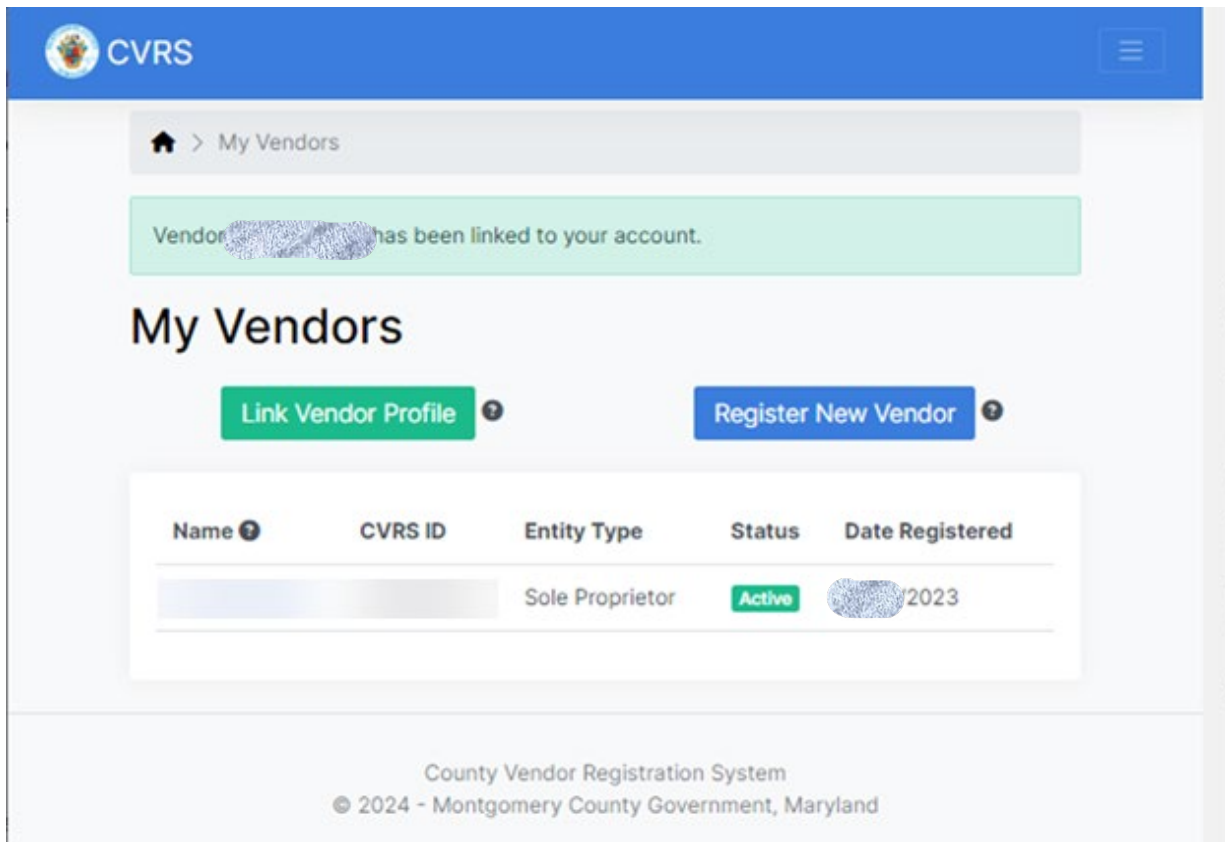 CVRS
> My Vendors
Vendor has been linked to your account.
My Vendors
Link Vendor Profile ?
Register New Vendor ?
Name ? CVRS ID Entity Type Status Date Registered
Sole Proprietor Active /2023
County Vendor Registration System
© 2024 - Montgomery County Government, Maryland